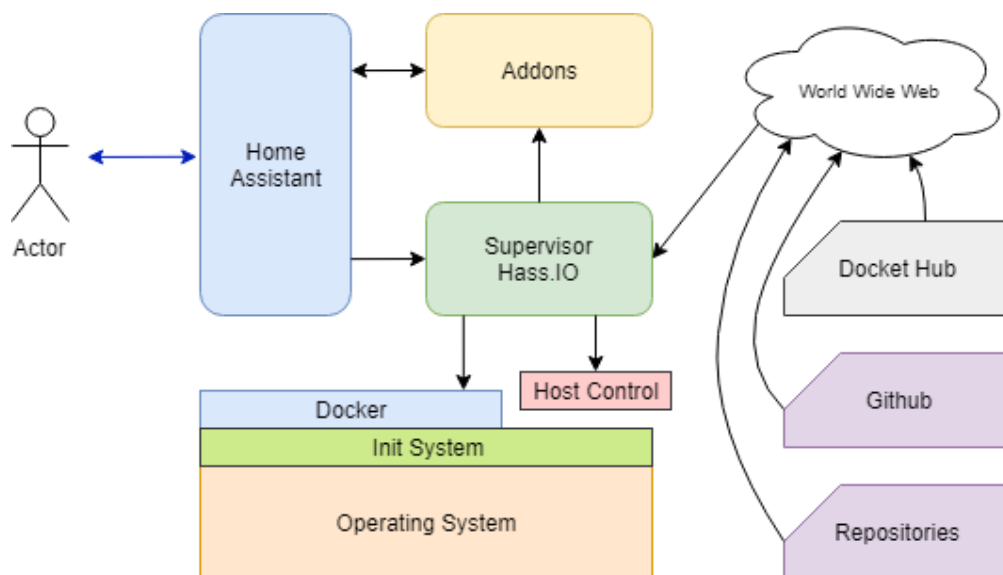 Addons
World Wide Web
Home
Assistant
Actor
Supervisor
Hass.IO
Docket Hub
Host Control
Docker
Github
Init System
Operating System
Repositories